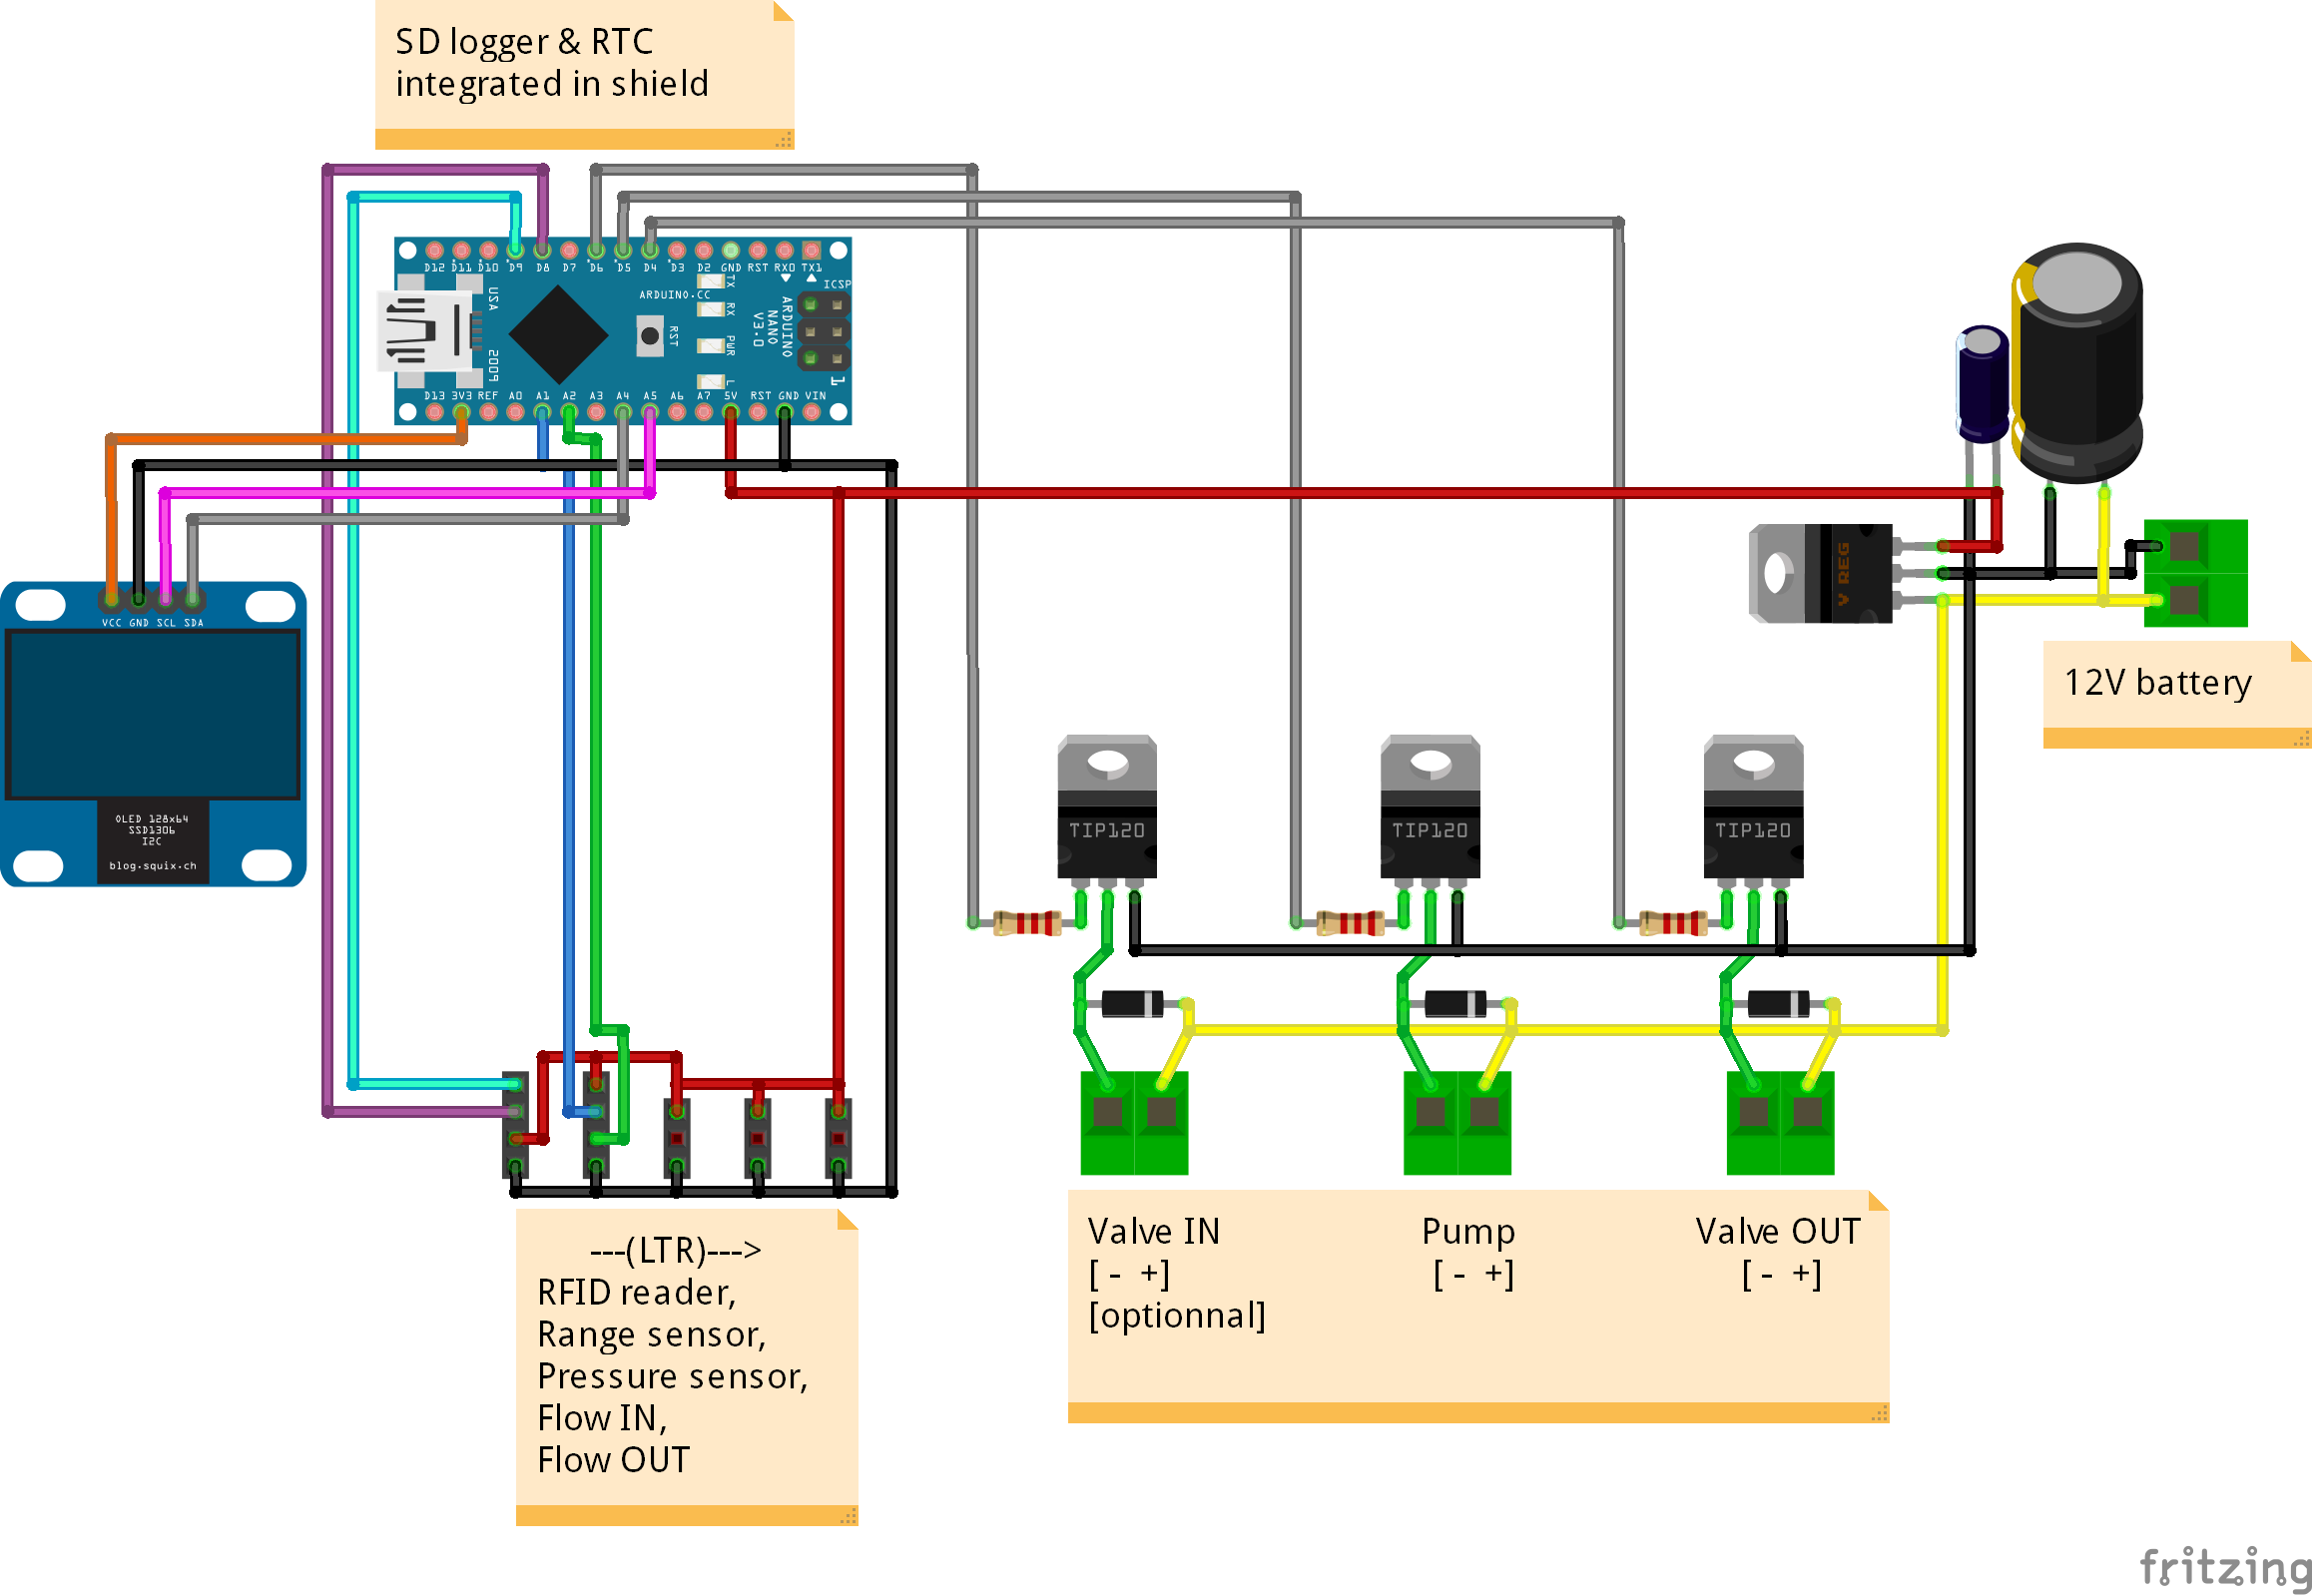 SD logger & RTC
integrated in shield
D12 D11 D10 D9 D8 D7 D6 D5 D4 D3 D2 GND RST RX0 TX1
ARDUINO.CC
ICSP
TX
RX
PWR
L
RST
ARDUINO
NANO
V3.0
USA
2009
1
D13 3V3 REF A0 A1 A2 A3 A4 A5 A6 A7 5V RST GND VIN
V REG
12V battery
VCC GND SCL SDA
OLED 128x64
SSD1306
I2C
blog.squix.ch
TIP120
TIP120
TIP120
---(LTR)--->
RFID reader,
Range sensor,
Pressure sensor,
Flow IN,
Flow OUT
Valve IN Pump Valve OUT
[ - +] [ - +] [ - +]
[optionnal]
fritzing